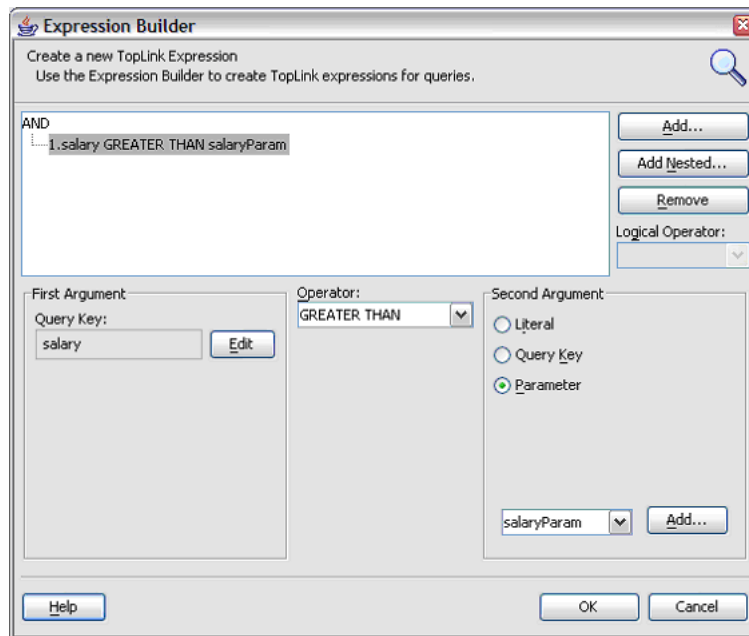 Expression Builder
Create a new TopLink Expression
Use the Expression Builder to create TopLink expressions for queries.
AND
1.salary GREATER THAN salaryParam
Add...
Add Nested...
Remove
Logical Operator:
First Argument
Query Key:
salary
Edit
Operator:
GREATER THAN
Second Argument
Literal
Query Key
Parameter
salaryParam
Add...
Help
OK
Cancel